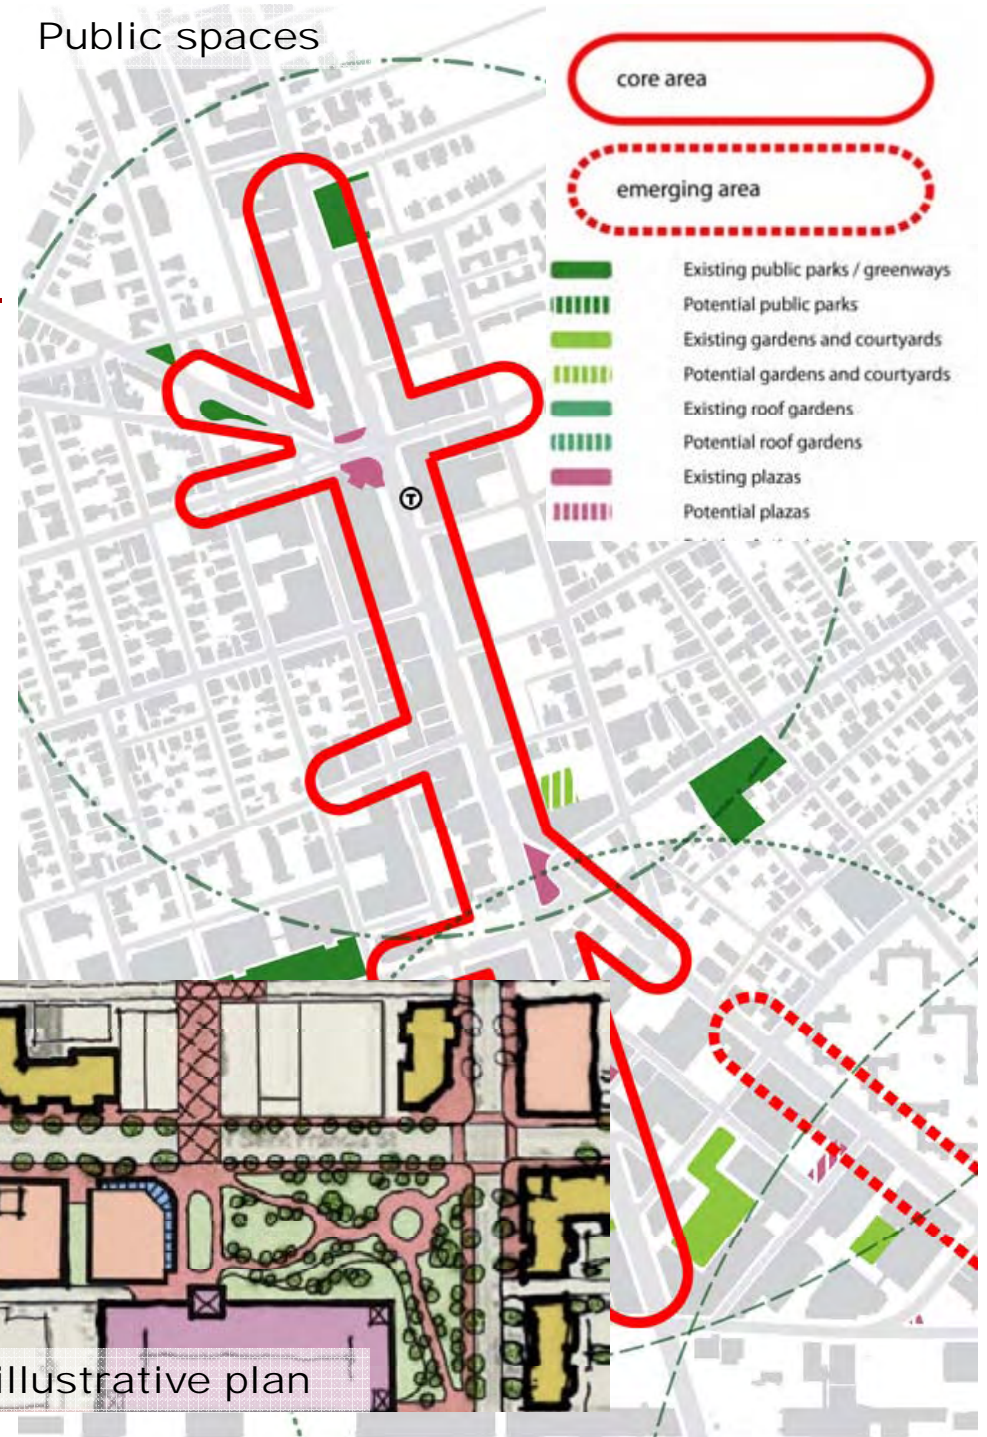 Public spaces
core area
emerging area
Existing public parks / greenways
Potential public parks
Existing gardens and courtyards
Potential gardens and courtyards
Existing roof gardens
Potential roof gardens
Existing plazas
Potential plazas
T
illustrative plan